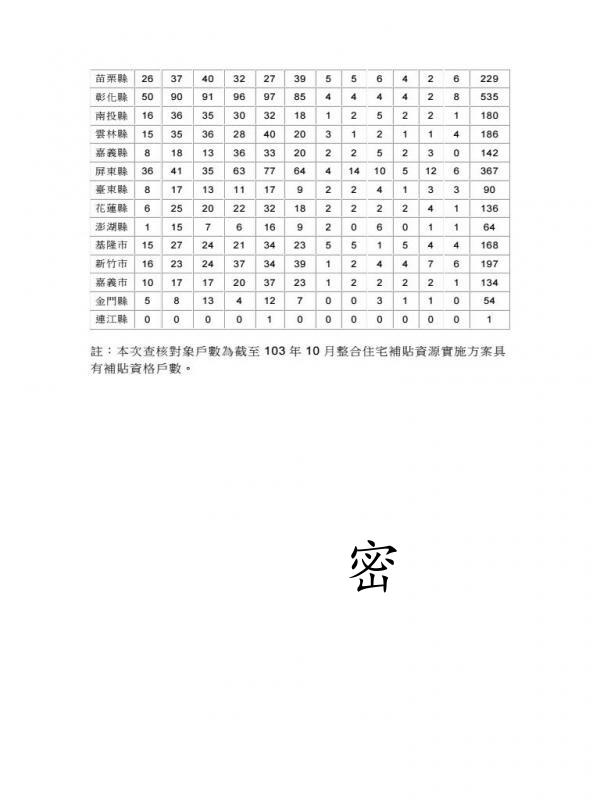 苗栗縣 26 37 40 32 27 39 5 5 6 4 2 6 229
彰化縣 50 90 91 96 97 85 4 4 4 4 2 8 535
南投縣 16 36 35 30 32 18 1 2 5 2 2 1 180
雲林縣 15 35 36 28 40 20 3 1 2 1 1 4 186
嘉義縣 8 18 13 36 33 20 2 2 5 2 3 0 142
屏東縣 36 41 35 63 77 64 4 14 10 5 12 6 367
臺東縣 8 17 13 11 17 9 2 2 4 1 3 3 90
花蓮縣 6 25 20 22 32 18 2 2 2 2 4 1 136
澎湖縣 1 15 7 6 16 9 2 0 6 0 1 1 64
基隆市 15 27 24 21 34 23 5 5 1 5 4 4 168
新竹市 16 23 24 37 34 39 1 2 4 4 7 6 197
嘉義市 10 17 17 20 37 23 1 2 2 2 2 1 134
金門縣 5 8 13 4 12 7 0 0 3 1 1 0 54
連江縣 0 0 0 0 1 0 0 0 0 0 0 0 1
註：本次查核對象戶數為截至 103 年 10 月整合住宅補貼資源實施方案具
有補貼資格戶數。
密